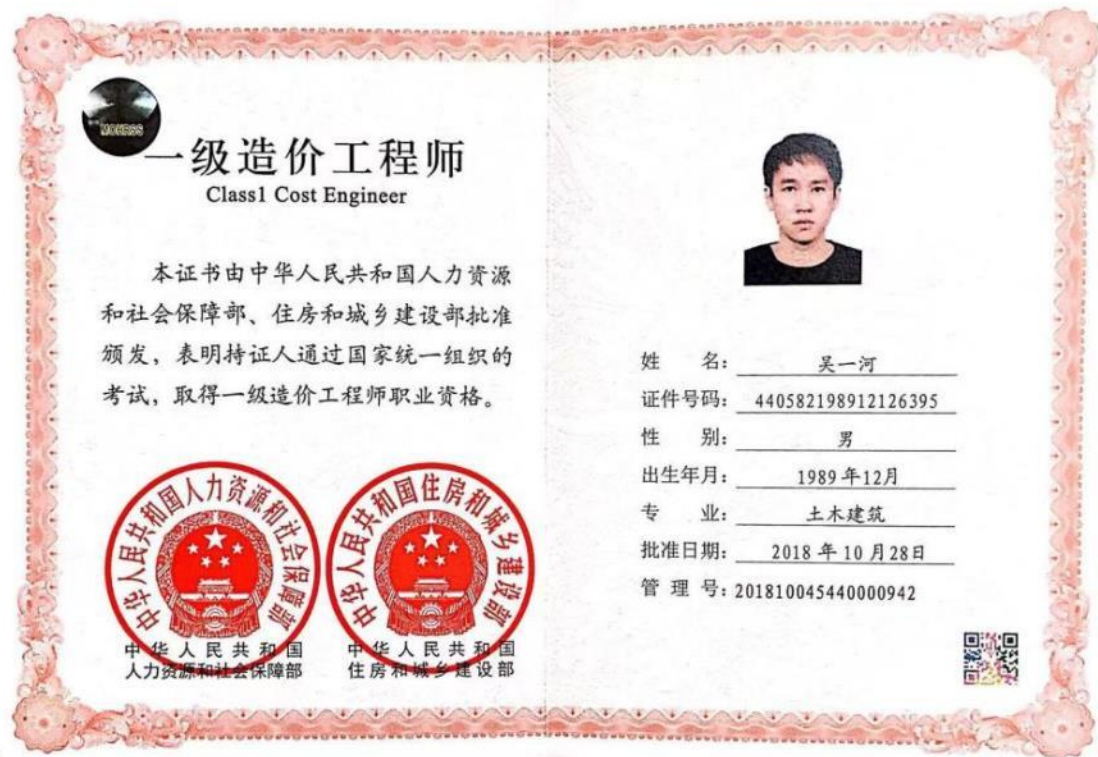 MOHRSS
一级造价工程师
Class1 Cost Engineer
本证书由中华人民共和国人力资源
和社会保障部、住房和城乡建设部批准
颁发，表明持证人通过国家统一组织的
考试，取得一级造价工程师职业资格。
中华人民共和国人力资源和社会保障部
中华人民共和国住房和城乡建设部
中华人民共和国
人力资源和社会保障部
中华人民共和国
住房和城乡建设部
姓 名： 吴一河
证件号码： 440582198912126395
性 别： 男
出生年月： 1989年12月
专 业： 土木建筑
批准日期： 2018年10月28日
管 理 号：201810045440000942